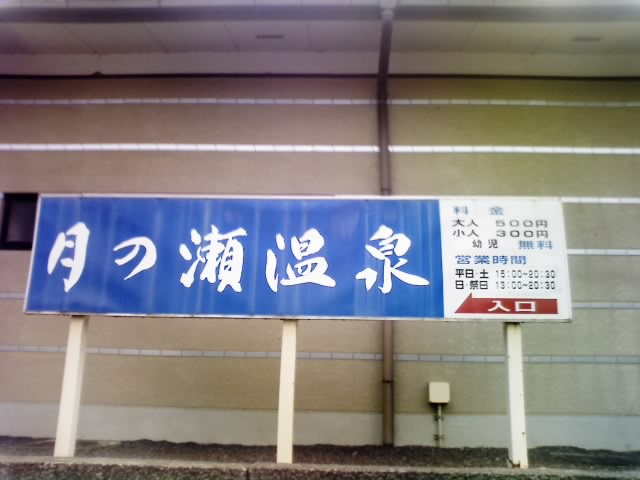 月の瀬温泉
料金
大人 500円
小人 300円
幼児 無料
営業時間
平日・土 15:00~20:30
日・祭日 13:00~20:30
入口